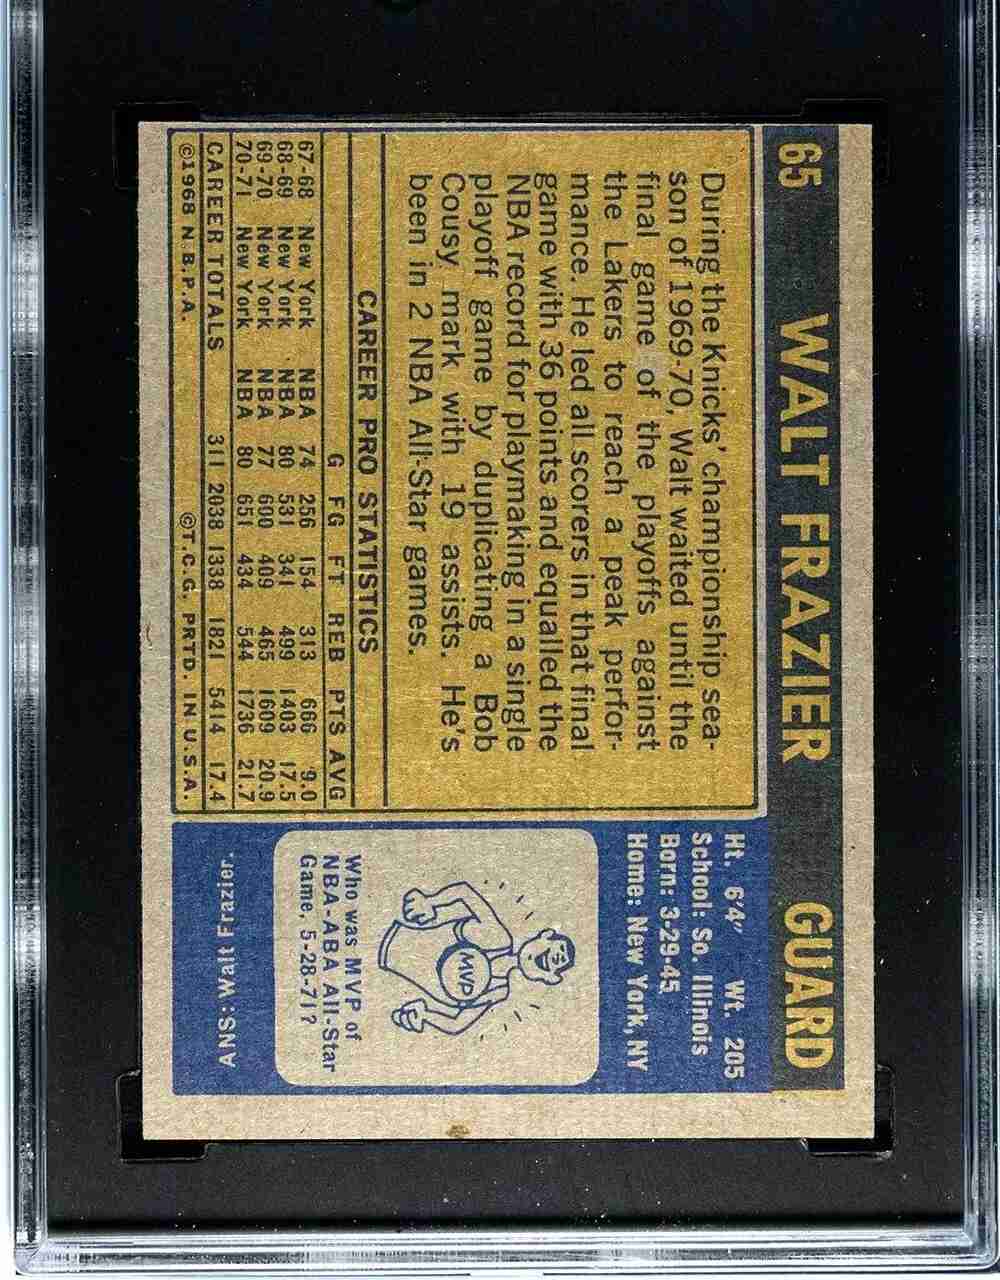 65 WALT FRAZIER GUARD
During the Knicks' championship sea-
son of 1969-70, Walt waited until the
final game of the playoffs against
the Lakers to reach a peak perfor-
mance. He led all scorers in that final
game with 36 points and equalled the
NBA record for playmaking in a single
playoff game by duplicating a Bob
Cousy mark with 19 assists. He's
been in 2 NBA All-Star games.
CAREER PRO STATISTICS
G FG FT REB PTS AVG
67-68 New York NBA 74 256 154 313 666 9.0
68-69 New York NBA 80 531 341 499 1403 17.5
69-70 New York NBA 77 600 409 465 1609 20.9
70-71 New York NBA 80 651 434 544 1736 21.7
CAREER TOTALS 311 2038 1338 1821 5414 17.4
©1968 N.B.P.A. ©T.C.G. PRTD. IN U.S.A.
Ht. 6'4" Wt. 205
School: So. Illinois
Born: 3-29-45
Home: New York, NY
MVP
Who was MVP of
NBA-ABA All-Star
Game, 5-28-71?
ANS: Walt Frazier.